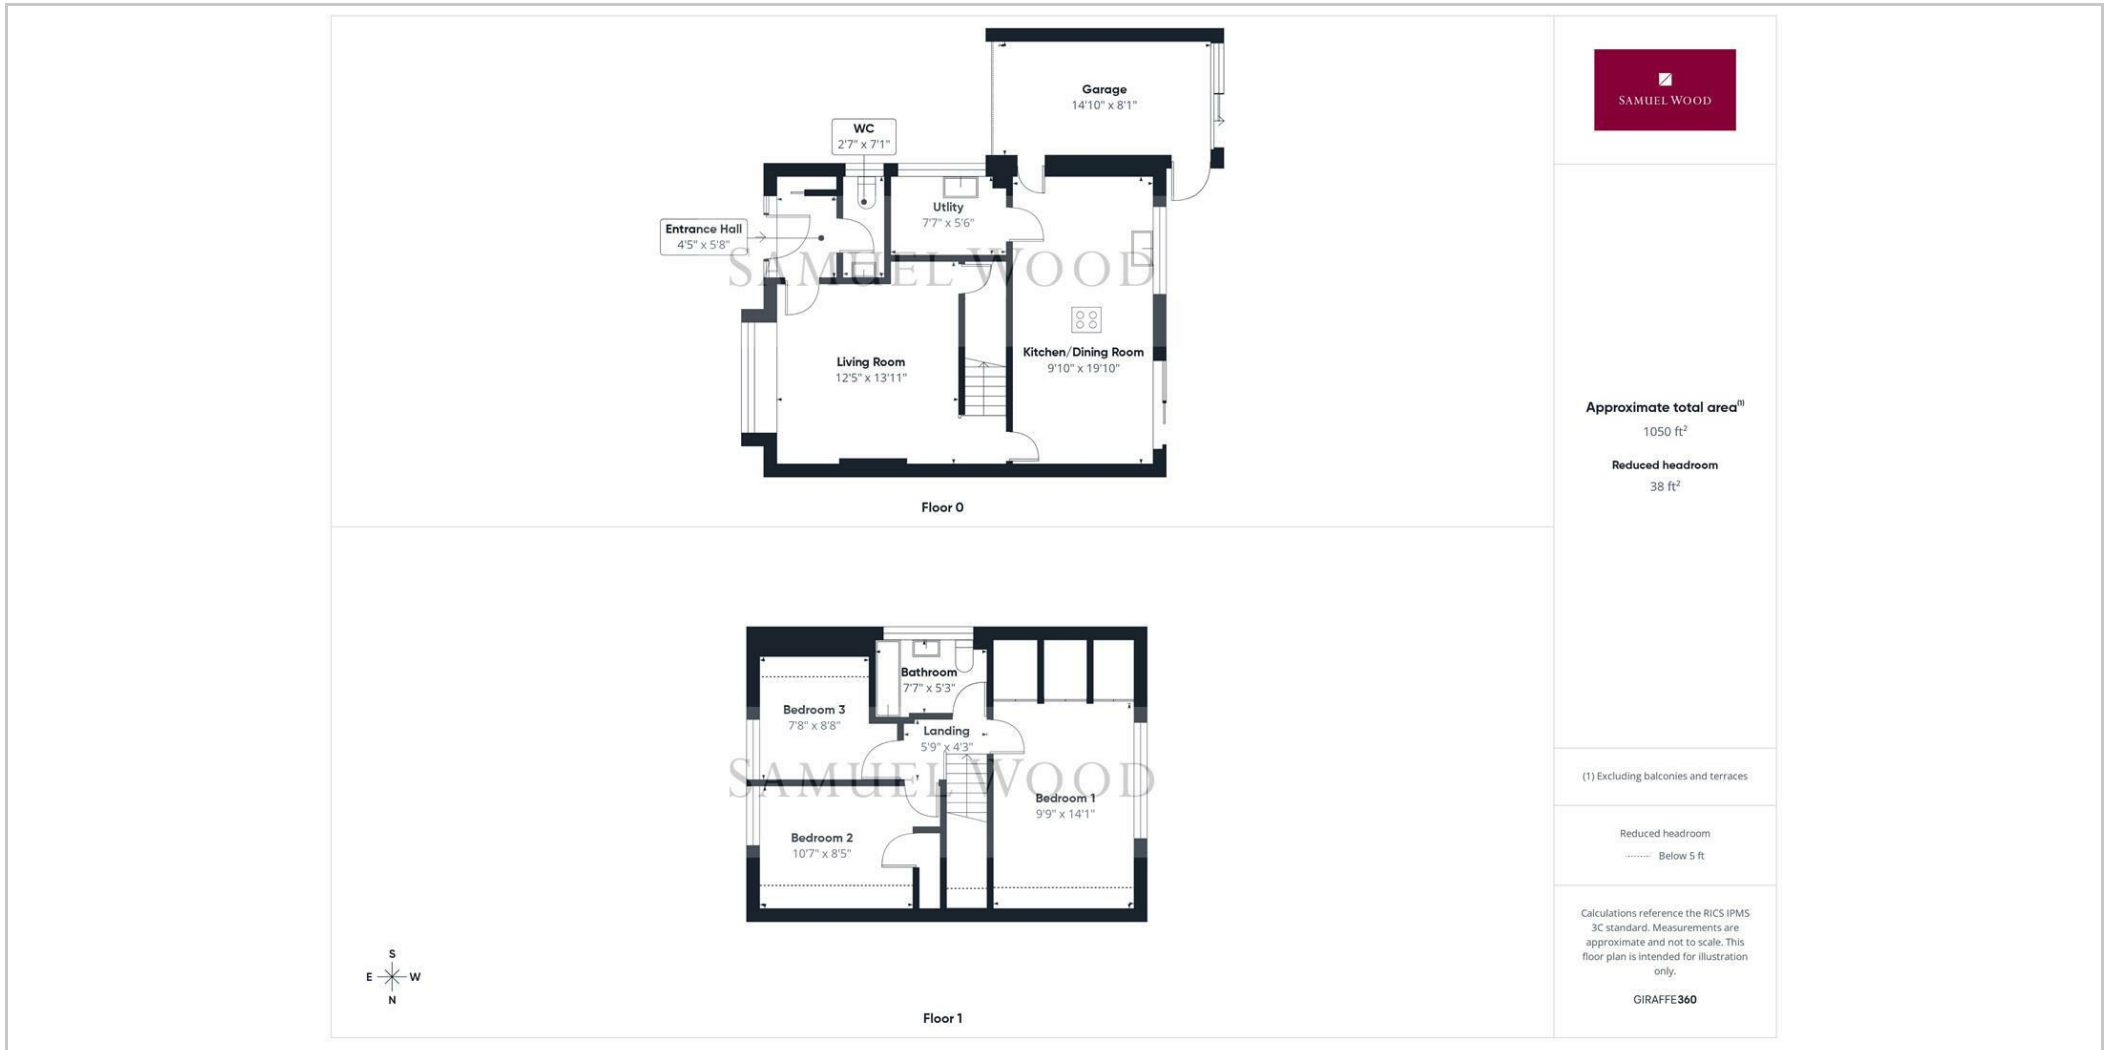 Garage
14'10" x 8'1"
WC
2'7" x 7'1"
Utlity
7'7" x 5'6"
Entrance Hall
4'5" x 5'8"
SAMUEL WOOD
Living Room
12'5" x 13'11"
Kitchen/Dining Room
9'10" x 19'10"
Floor 0
Bathroom
7'7" x 5'3"
Bedroom 3
7'8" x 8'8"
Landing
5'9" x 4'3"
SAMUEL WOOD
Bedroom 1
9'9" x 14'1"
Bedroom 2
10'7" x 8'5"
S
E W
N
Floor 1
SAMUEL WOOD
Approximate total area(1)
1050 ft²
Reduced headroom
38 ft²
(1) Excluding balconies and terraces
Reduced headroom
Below 5 ft
Calculations reference the RICS IPMS
3C standard. Measurements are
approximate and not to scale. This
floor plan is intended for illustration
only.
GIRAFFE360